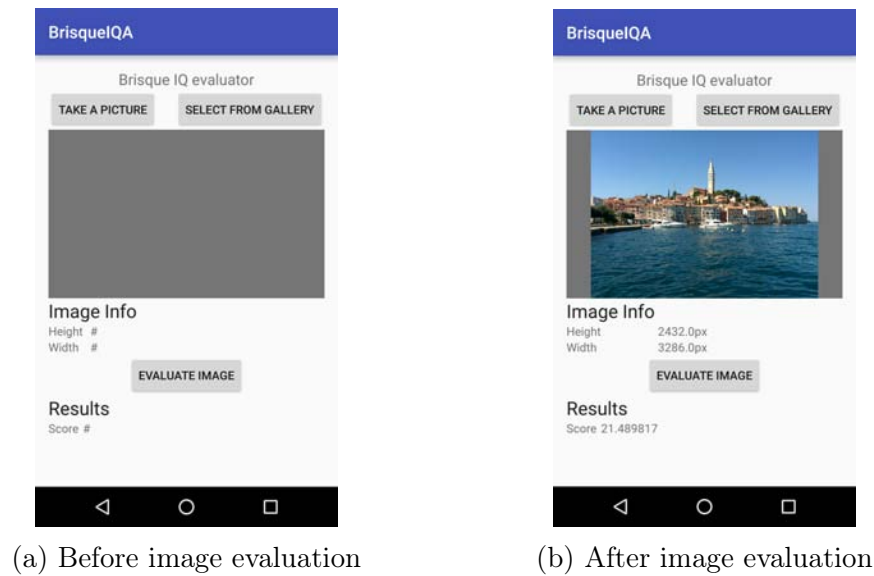 BrisqueIQA
Brisque IQ evaluator
TAKE A PICTURE SELECT FROM GALLERY
Image Info
Height #
Width #
EVALUATE IMAGE
Results
Score #
(a) Before image evaluation
BrisqueIQA
Brisque IQ evaluator
TAKE A PICTURE SELECT FROM GALLERY
Image Info
Height 2432.0px
Width 3286.0px
EVALUATE IMAGE
Results
Score 21.489817
(b) After image evaluation